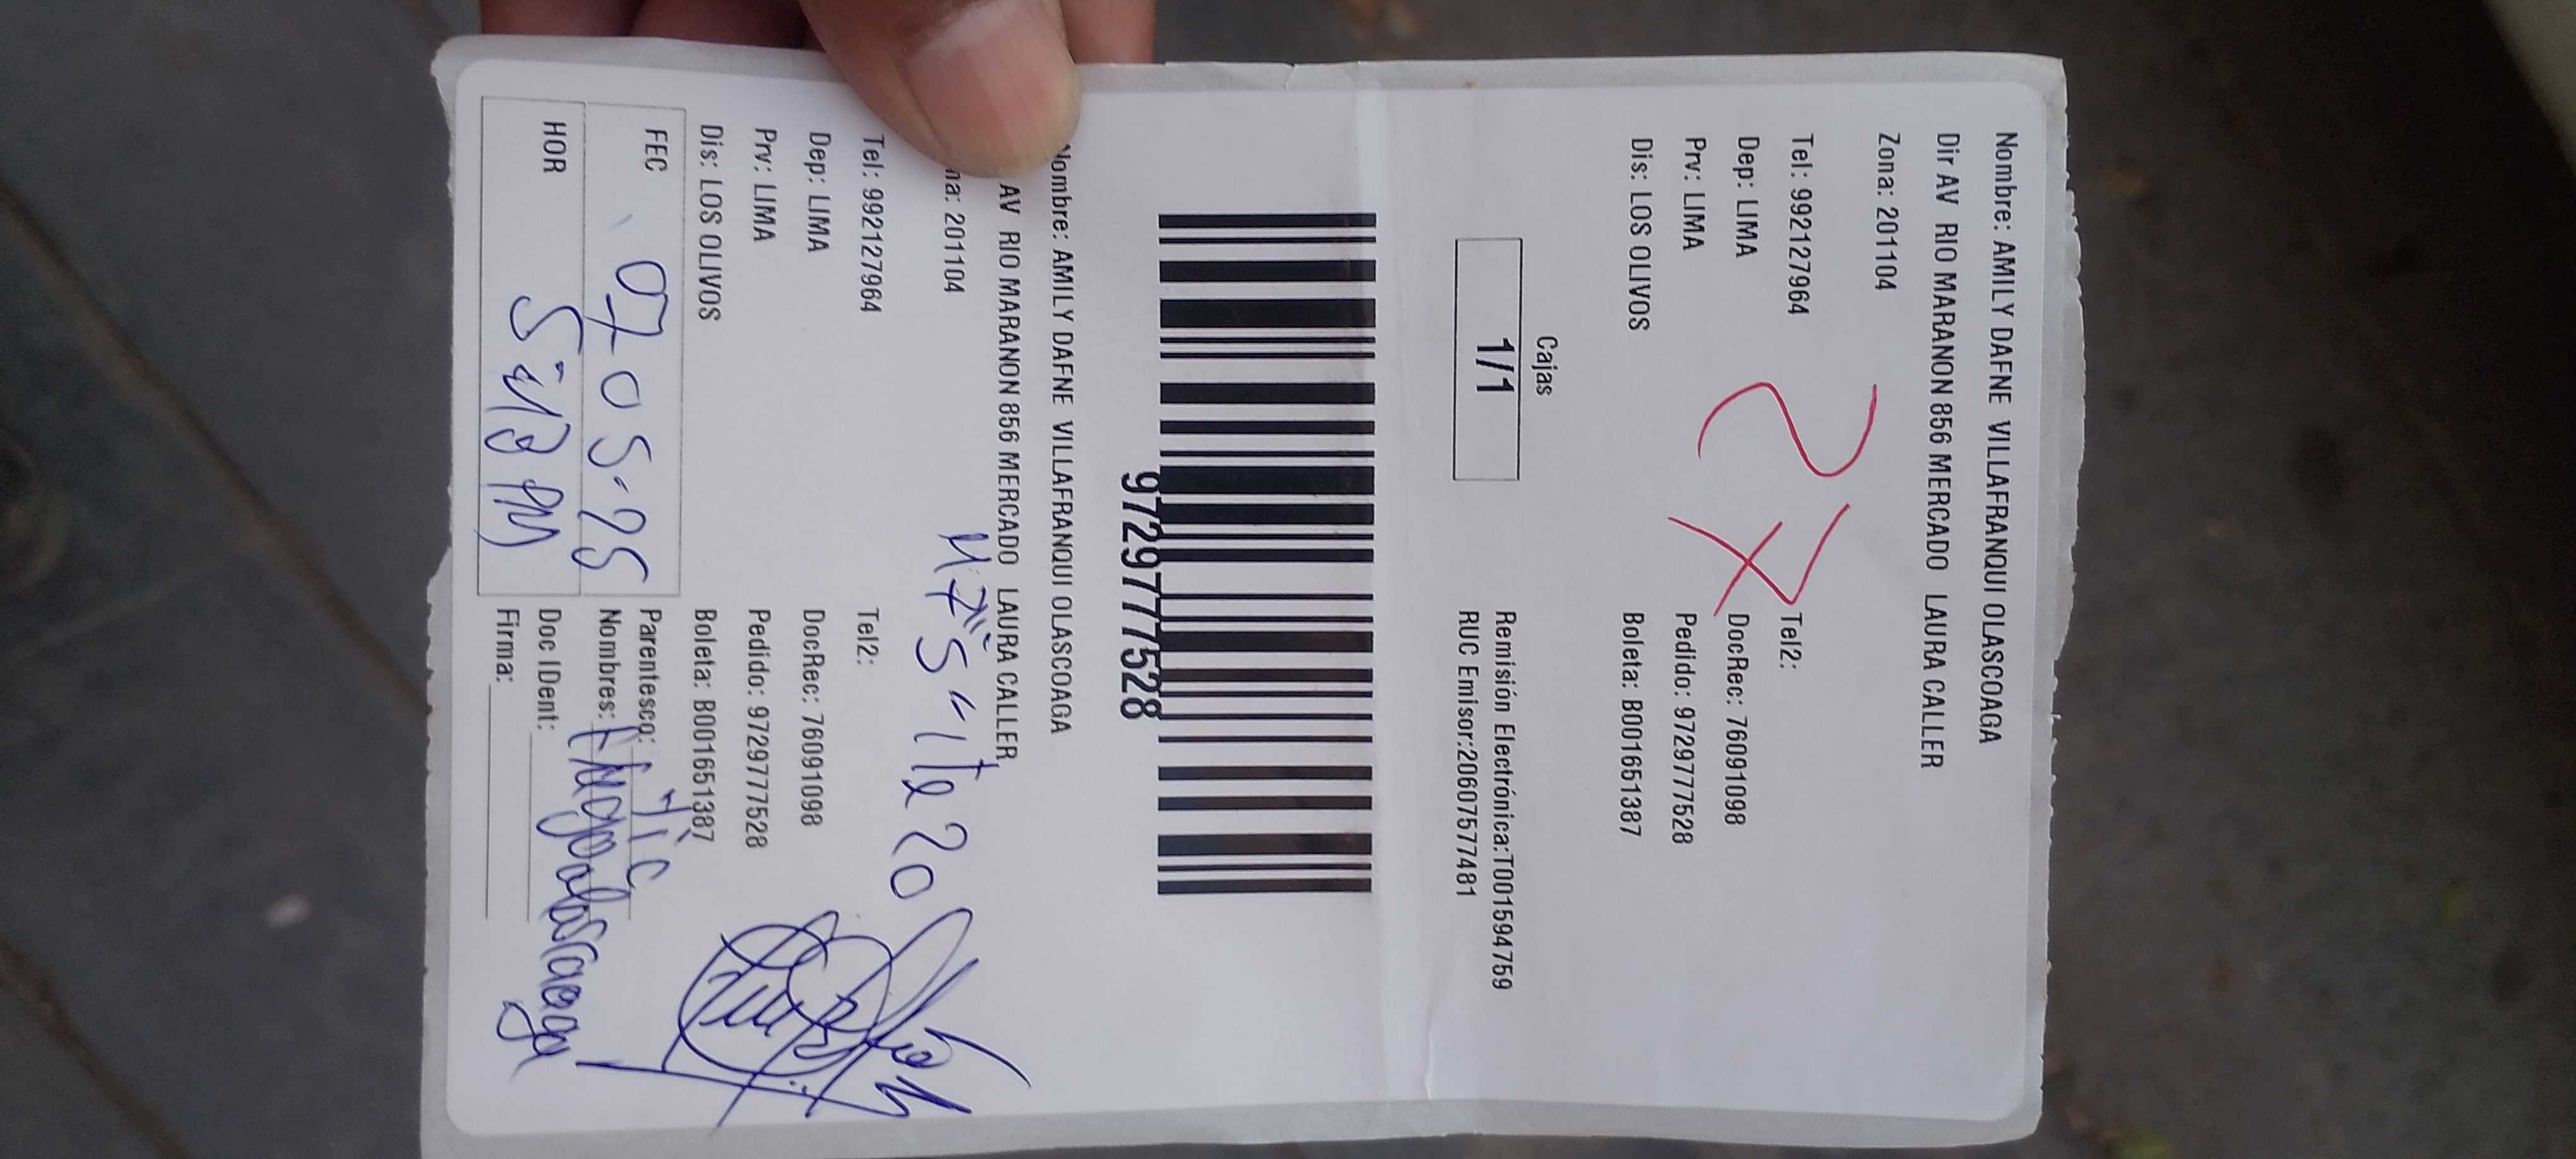 Nombre: AMILY DAFNE VILLAFRANQUI OLASCOAGA
Dir AV RIO MARANON 856 MERCADO LAURA CALLER
Zona: 201104
Tel: 992127964 Tel2:
Dep: LIMA DocRec: 76091098
Prv: LIMA Pedido: 9729777528
Dis: LOS OLIVOS Boleta: B001651387
27
Cajas
1/1
Remisión Electrónica:T001594759
RUC Emisor:20607577481
9729777528
Nombre: AMILY DAFNE VILLAFRANQUI OLASCOAGA
AV RIO MARANON 856 MERCADO LAURA CALLER
na: 201104
Tel: 992127964 Tel2:
Dep: LIMA DocRec: 76091098
Prv: LIMA Pedido: 9729777528
Dis: LOS OLIVOS Boleta: B001651387
FEC 07 05-25
HOR PM
Parentesco: Tio
Nombres: Hugo olascoaga
Doc IDent:
Firma: